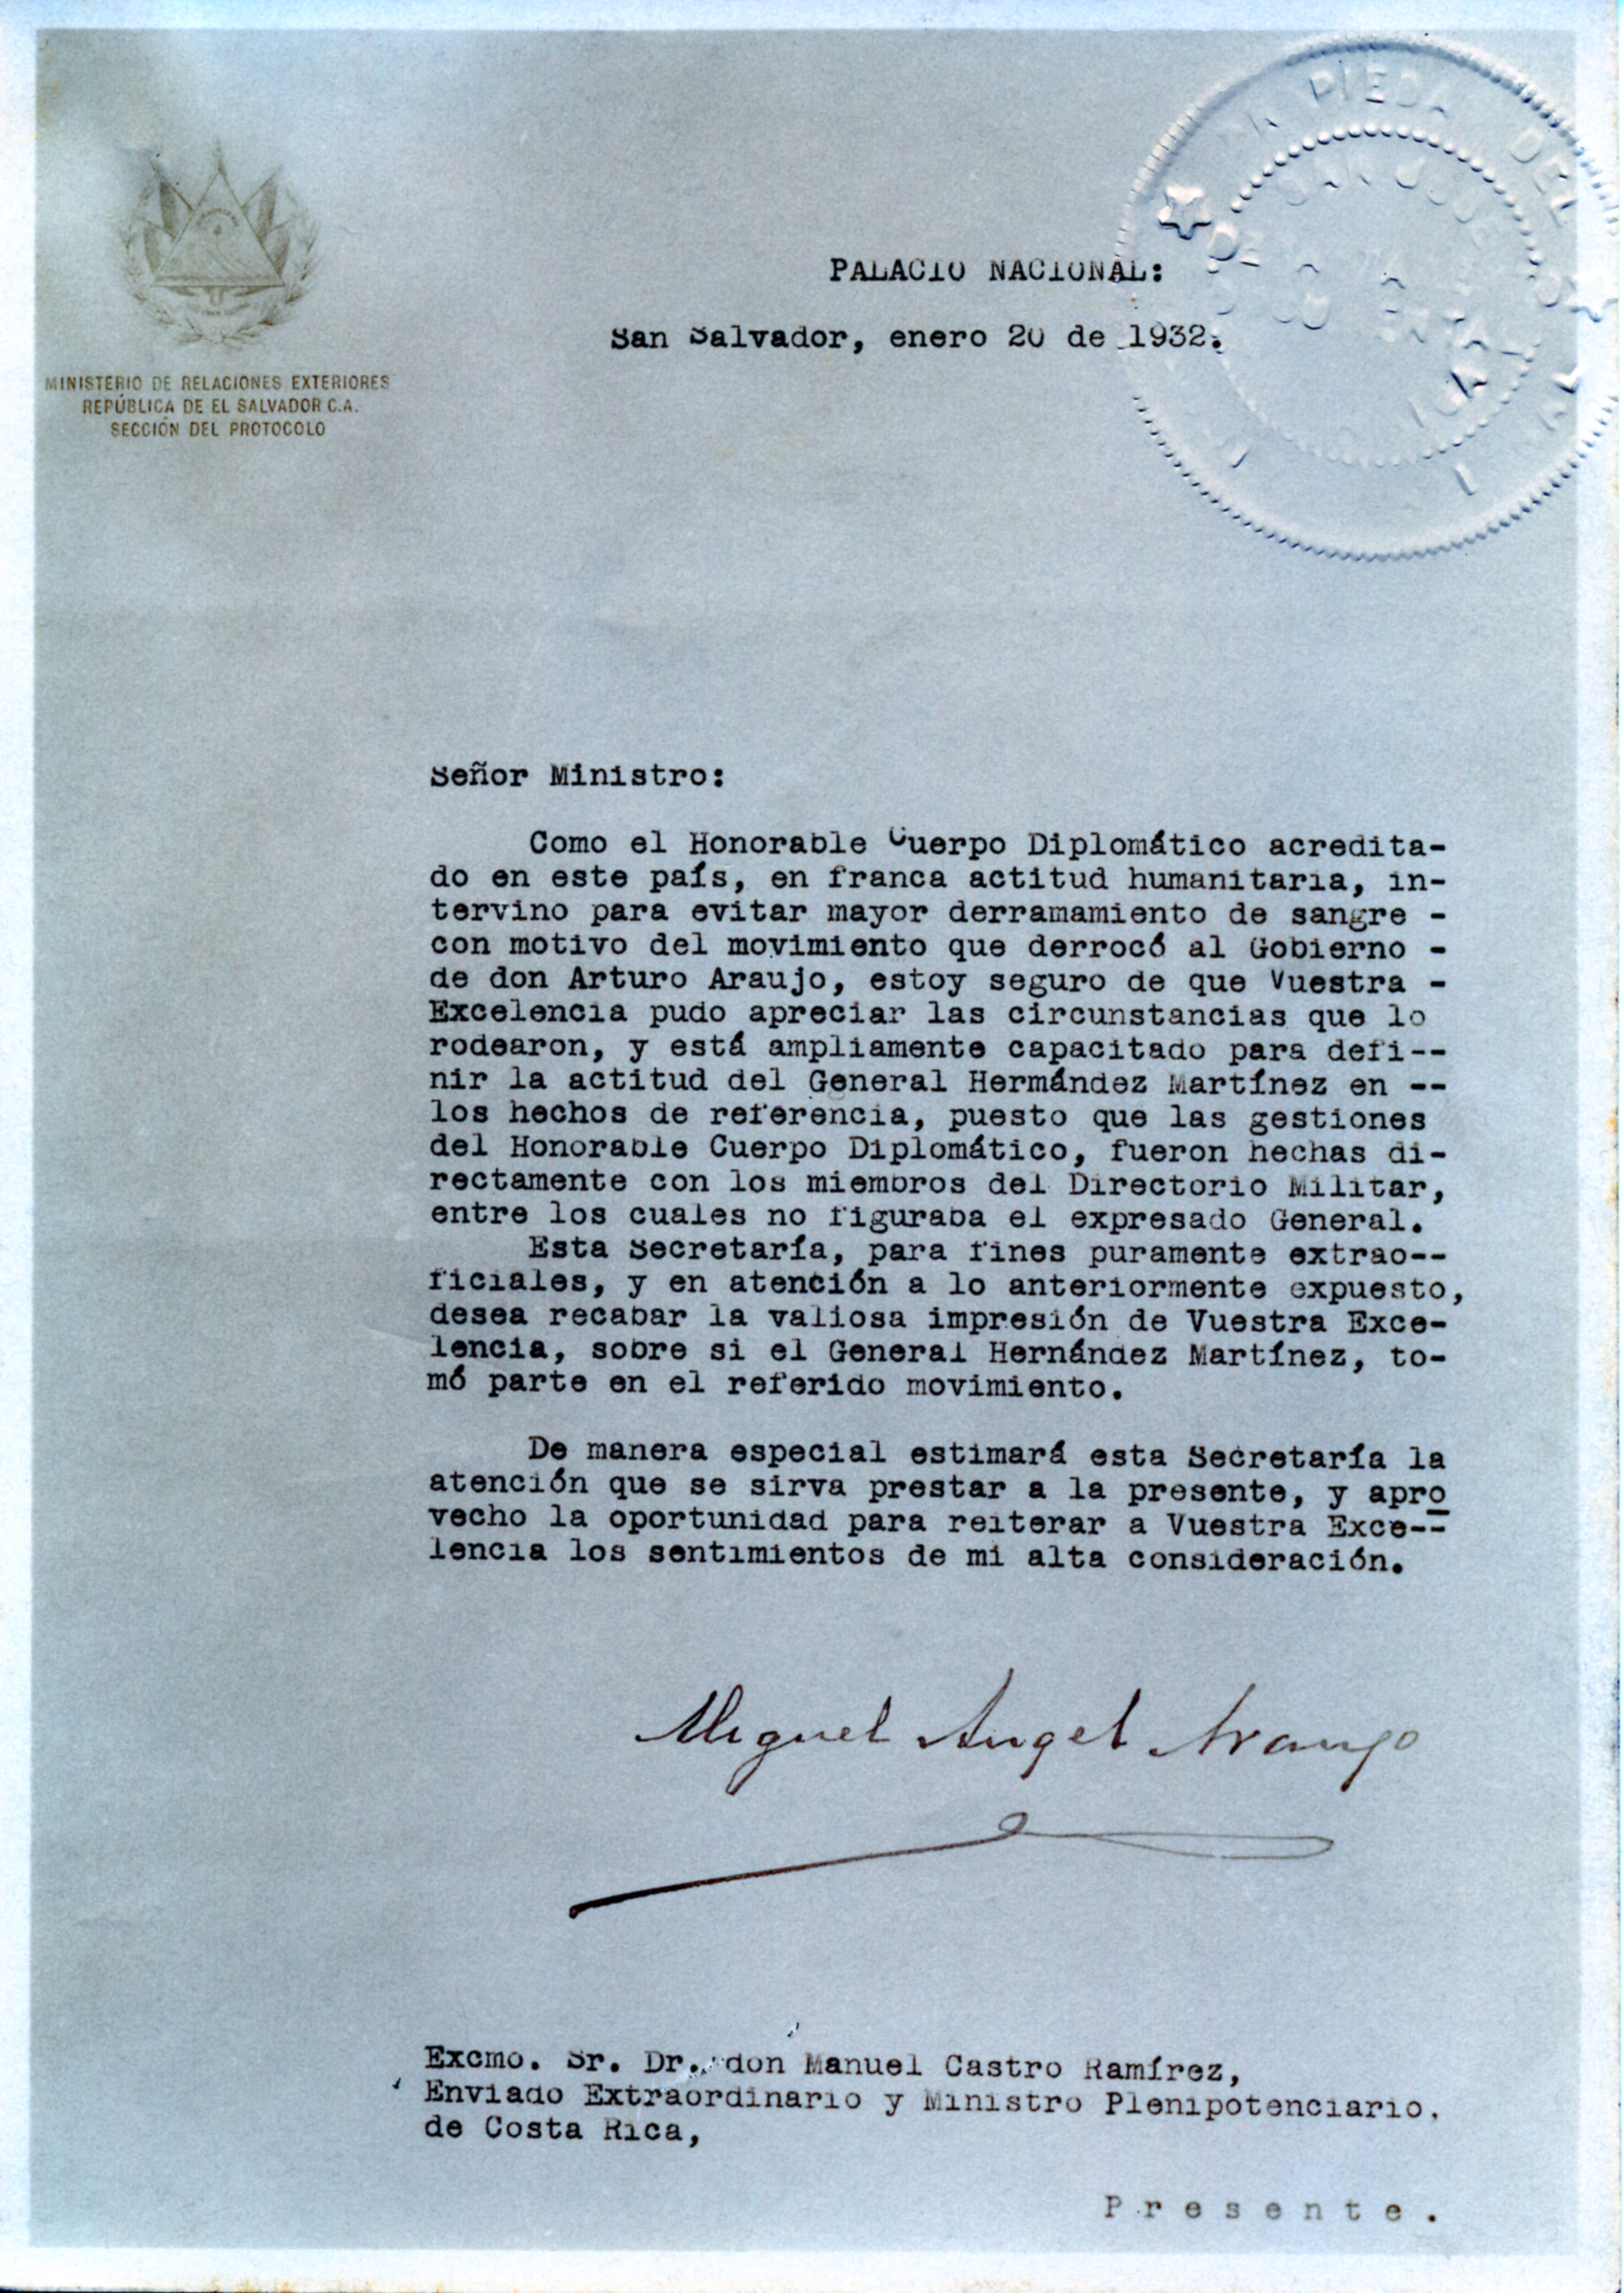 PIEDA DEL
SAN JOSE
PALACIO NACIONAL:
San Salvador, enero 20 de 1932.
MINISTERIO DE RELACIONES EXTERIORES
REPÚBLICA DE EL SALVADOR C.A.
SECCIÓN DEL PROTOCOLO
Señor Ministro:
Como el Honorable Cuerpo Diplomático acredita-
do en este país, en franca actitud humanitaria, in-
tervino para evitar mayor derramamiento de sangre -
con motivo del movimiento que derrocó al Gobierno -
de don Arturo Araujo, estoy seguro de que Vuestra -
Excelencia pudo apreciar las circunstancias que lo
rodearon, y está ampliamente capacitado para defi--
nir la actitud del General Hermández Martínez en --
los hechos de referencia, puesto que las gestiones
del Honorable Cuerpo Diplomático, fueron hechas di-
rectamente con los miembros del Directorio Militar,
entre los cuales no figuraba el expresado General.
Esta Secretaría, para fines puramente extrao--
ficiales, y en atención a lo anteriormente expuesto,
desea recabar la valiosa impresión de Vuestra Exce-
lencia, sobre si el General Hernández Martínez, to-
mó parte en el referido movimiento.
De manera especial estimará esta Secretaría la
atención que se sirva prestar a la presente, y apro
vecho la oportunidad para reiterar a Vuestra Exce--
lencia los sentimientos de mi alta consideración.
Miguel Angel Araujo
Excmo. Sr. Dr. don Manuel Castro Ramírez,
Enviado Extraordinario y Ministro Plenipotenciario.
de Costa Rica,
Presente.